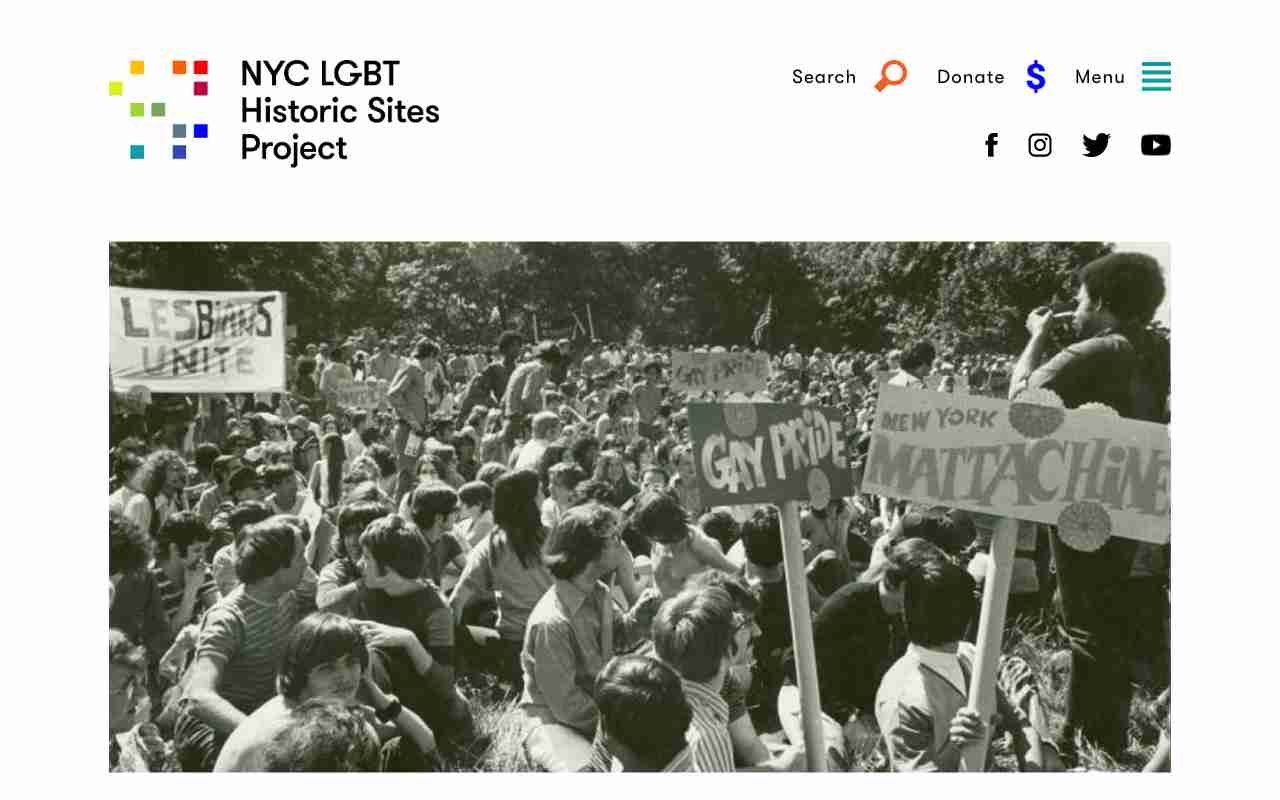 NYC LGBT
Historic Sites
Project
Search
Donate
$
Menu
LESBIANS
UNITE
GAY PRIDE
GAY PRIDE
NEW YORK
MATTACHINE